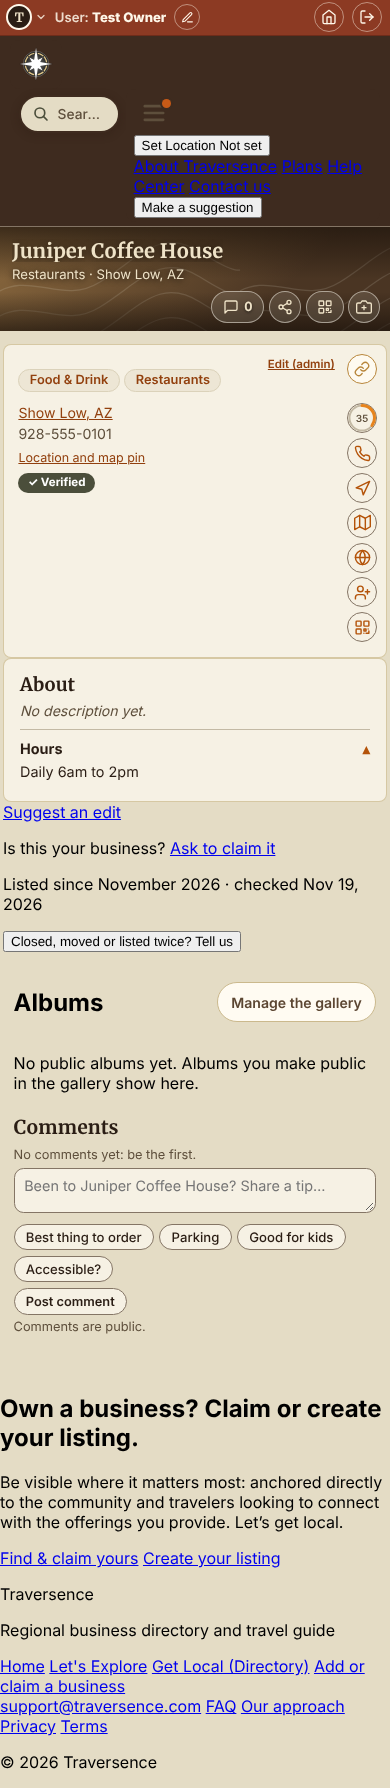 T User: Test Owner
Sear...
Set Location Not set
About Traversence Plans Help
Center Contact us
Make a suggestion
Juniper Coffee House
Restaurants · Show Low, AZ
0
Edit (admin)
Food & Drink Restaurants
Show Low, AZ
35
928-555-0101
Location and map pin
✓ Verified
About
No description yet.
Hours ▲
Daily 6am to 2pm
Suggest an edit
Is this your business? Ask to claim it
Listed since November 2026 · checked Nov 19,
2026
Closed, moved or listed twice? Tell us
Albums Manage the gallery
No public albums yet. Albums you make public
in the gallery show here.
Comments
No comments yet: be the first.
Been to Juniper Coffee House? Share a tip...
Best thing to order Parking Good for kids
Accessible?
Post comment
Comments are public.
Own a business? Claim or create
your listing.
Be visible where it matters most: anchored directly
to the community and travelers looking to connect
with the offerings you provide. Let’s get local.
Find & claim yours Create your listing
Traversence
Regional business directory and travel guide
Home Let's Explore Get Local (Directory) Add or
claim a business
support@traversence.com FAQ Our approach
Privacy Terms
© 2026 Traversence